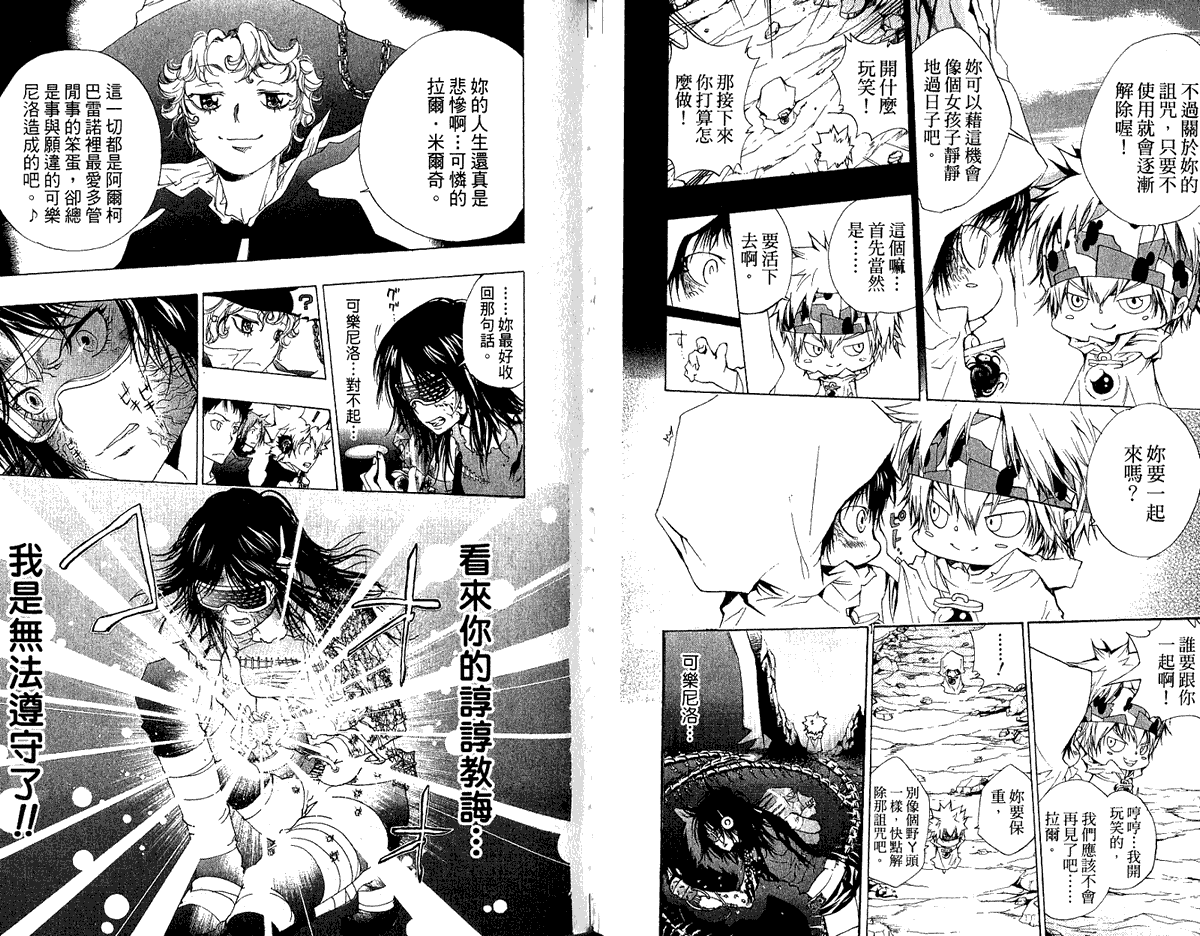 不過關於妳的
詛咒，只要不
使用就會逐漸
解除喔！
妳可以藉這機會
像個女孩子靜靜
地過日子吧。
開什麼
玩笑！
那接下來
你打算怎
麼做！
這個嘛…
首先當然
是……
要活下
去啊。
す…
妳要一起
來嗎？
ピト
誰要跟你
一起啊！
哼哼…我開
玩笑的，
我們應該不會
再見了吧……
拉爾。
……
妳要保
重，
別像個野丫頭
一樣，快點解
除那詛咒吧。
可樂尼洛…
妳的人生還真是
悲慘啊…可憐的
拉爾·米爾奇。
這一切都是阿爾柯
巴雷諾裡最愛多管
閒事的笨蛋，卻總
是事與願違的可樂
尼洛造成的吧。♪
……妳最好收
回那句話。
ググ…
可樂尼洛…對不起…
?
看來你的諄諄教誨…
我是無法遵守了!!